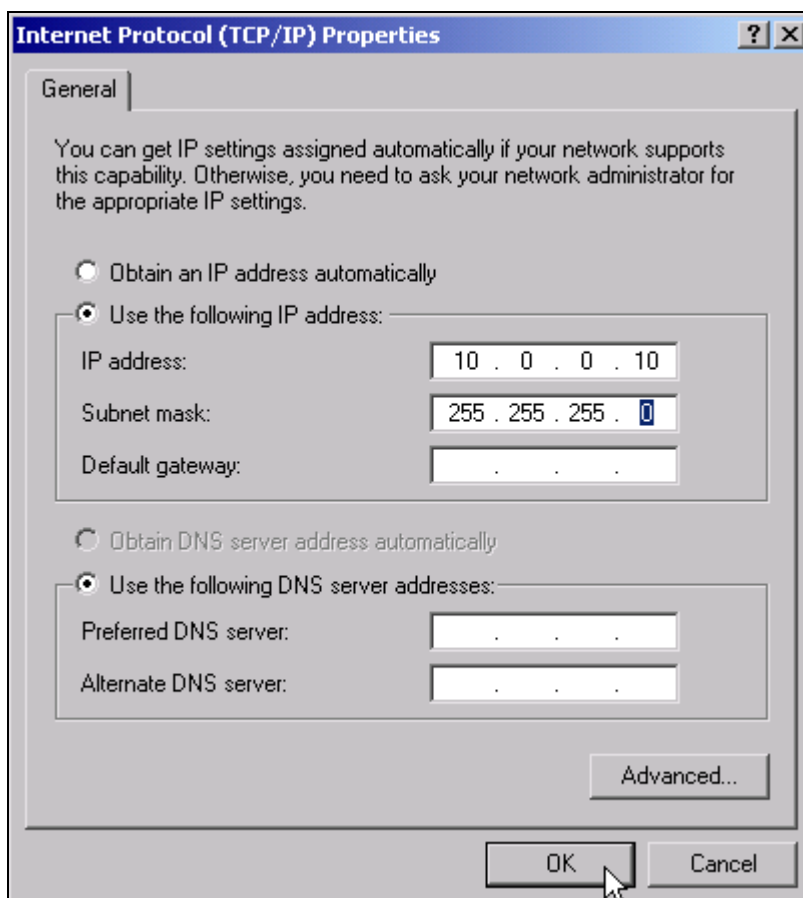 Internet Protocol (TCP/IP) Properties
General
You can get IP settings assigned automatically if your network supports
this capability. Otherwise, you need to ask your network administrator for
the appropriate IP settings.
Obtain an IP address automatically
Use the following IP address:
IP address: 10 . 0 . 0 . 10
Subnet mask: 255 . 255 . 255 . 0
Default gateway: . . .
Obtain DNS server address automatically
Use the following DNS server addresses:
Preferred DNS server: . . .
Alternate DNS server: . . .
Advanced...
OK Cancel